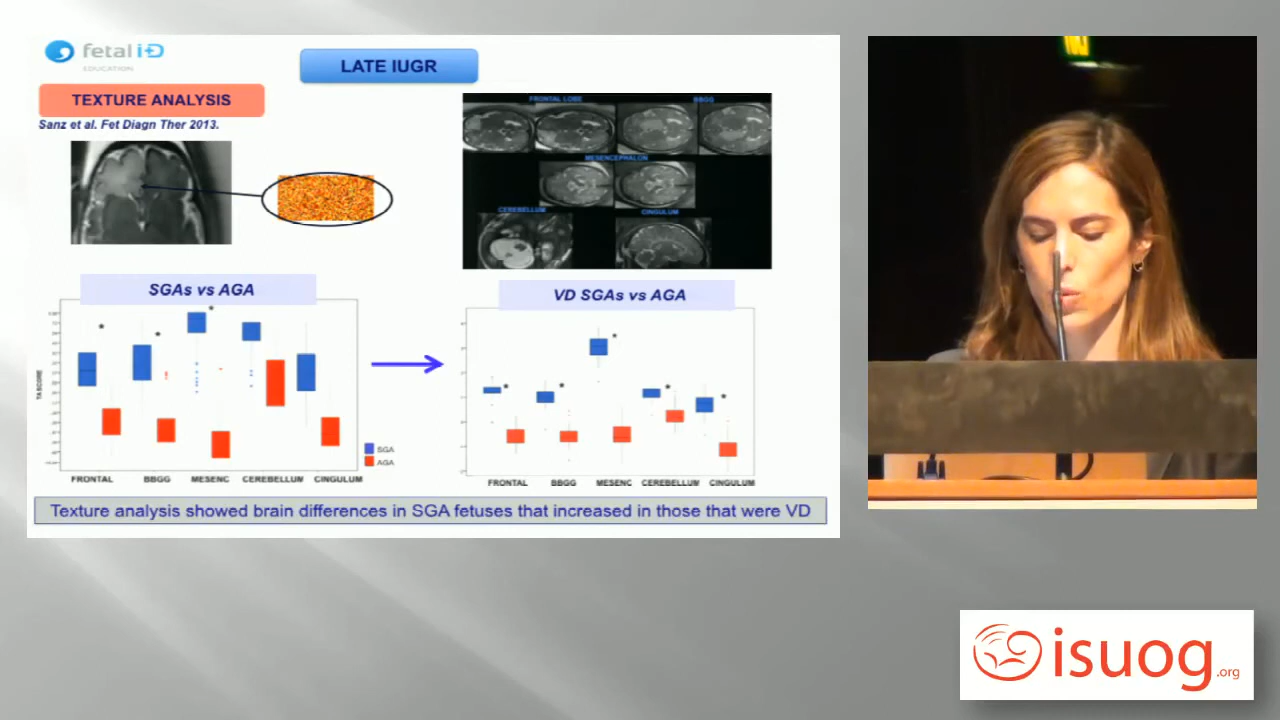 fetal i+D
EDUCATION
LATE IUGR
TEXTURE ANALYSIS
Sanz et al. Fet Diagn Ther 2013.
FRONTAL LOBE
BBGG
MESENCEPHALON
CEREBELLUM
CINGULUM
SGAs vs AGA
TASCORE
SGA
AGA
FRONTAL BBGG MESENC CEREBELLUM CINGULUM
VD SGAs vs AGA
FRONTAL BBGG MESENC CEREBELLUM CINGULUM
Texture analysis showed brain differences in SGA fetuses that increased in those that were VD
isuog.org